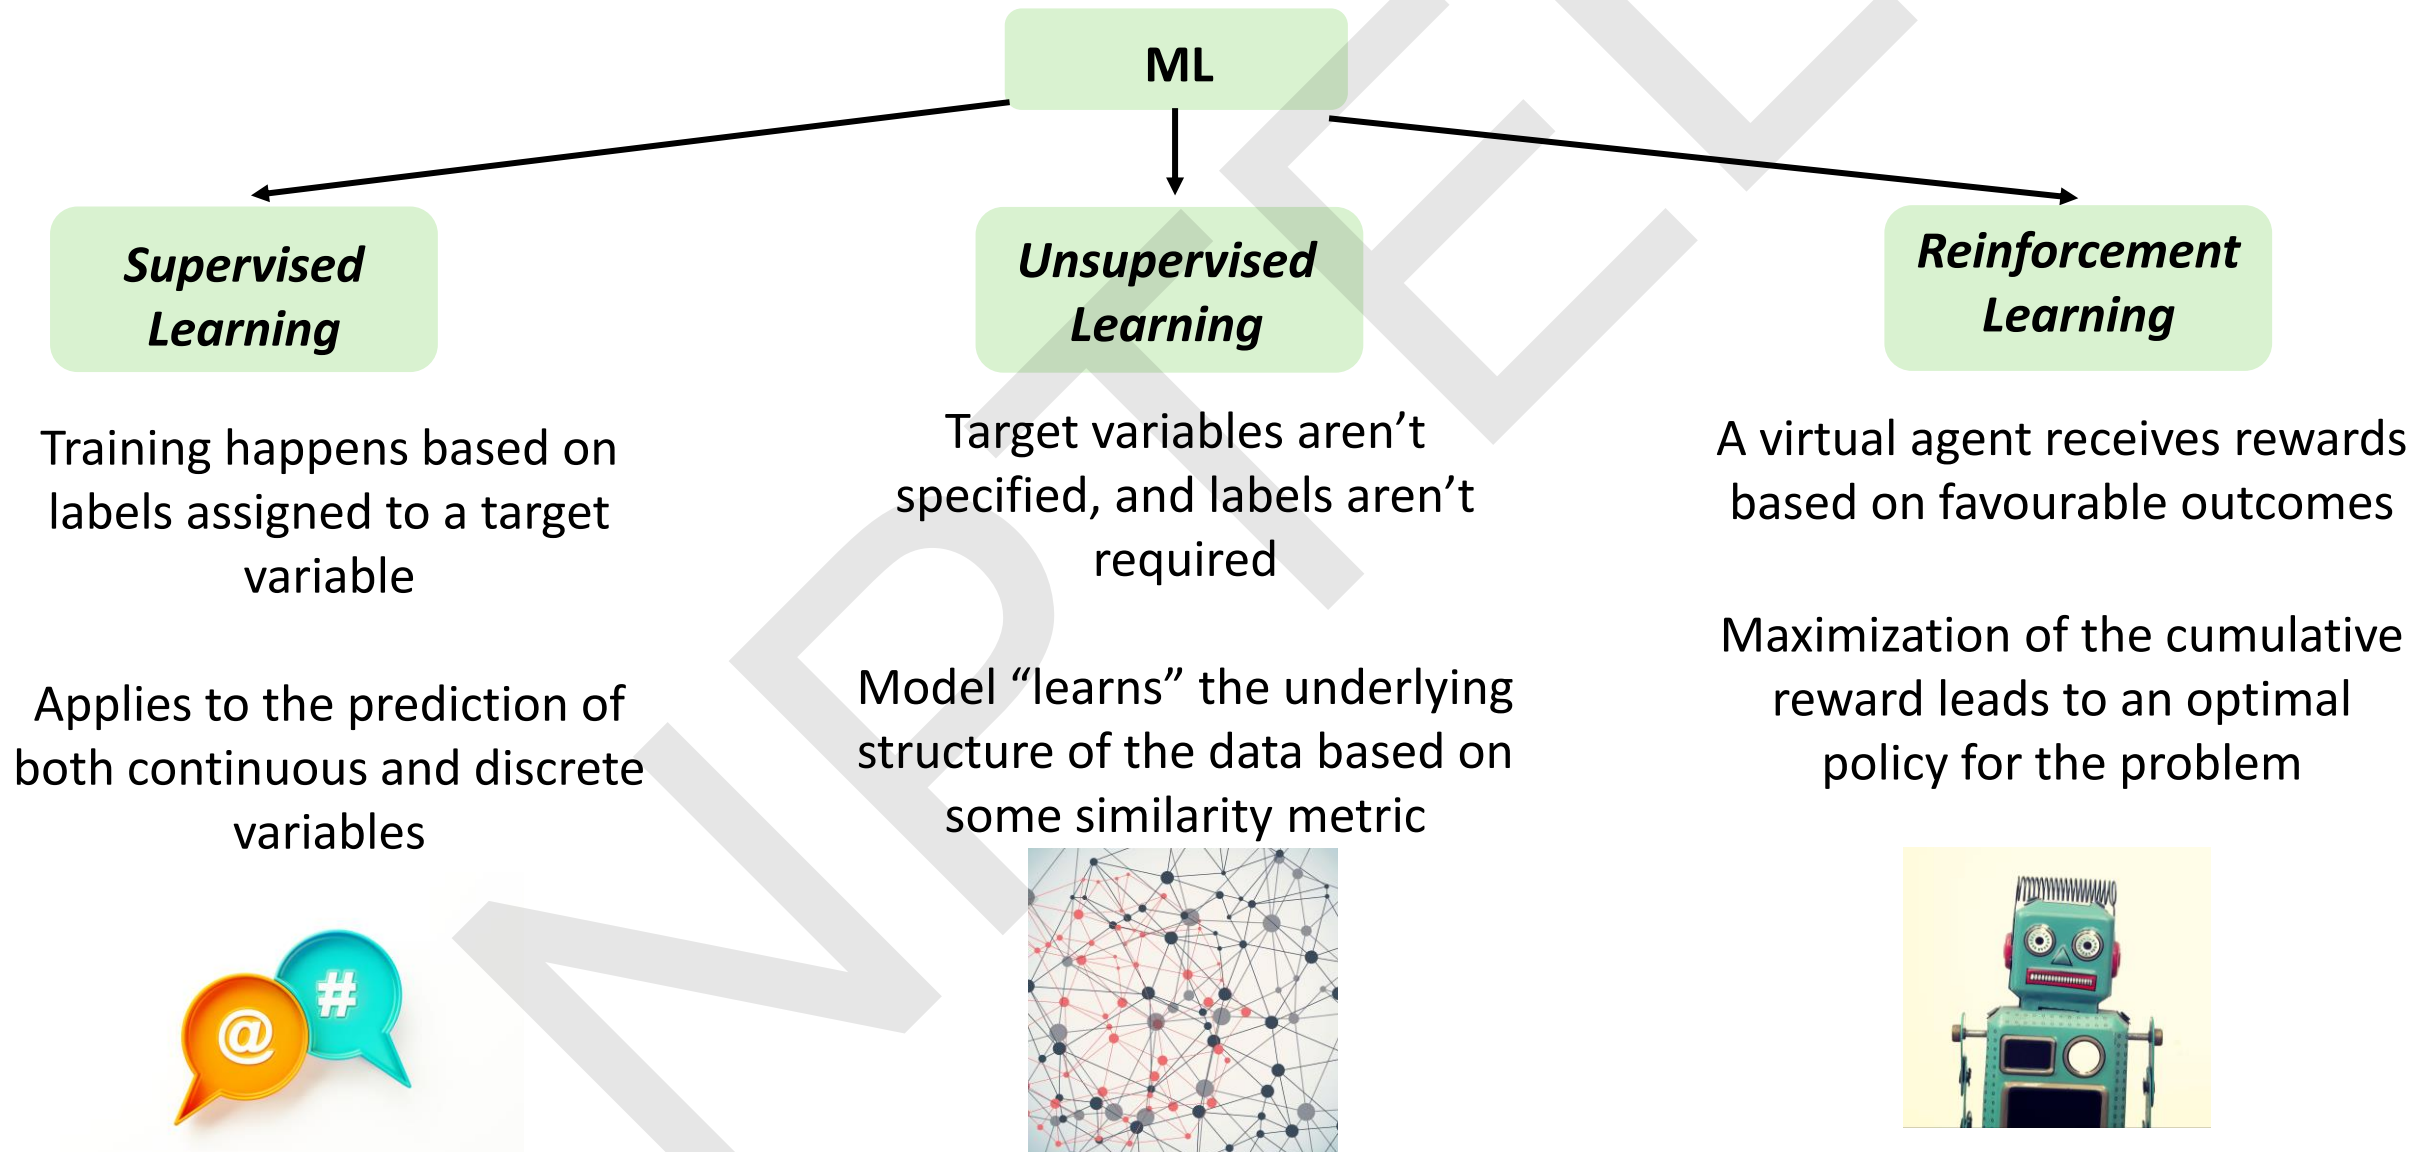 ML
Supervised
Learning
Training happens based on
labels assigned to a target
variable
Applies to the prediction of
both continuous and discrete
variables
@
#
Unsupervised
Learning
Target variables aren’t
specified, and labels aren’t
required
Model “learns” the underlying
structure of the data based on
some similarity metric
Reinforcement
Learning
A virtual agent receives rewards
based on favourable outcomes
Maximization of the cumulative
reward leads to an optimal
policy for the problem
NPTEL